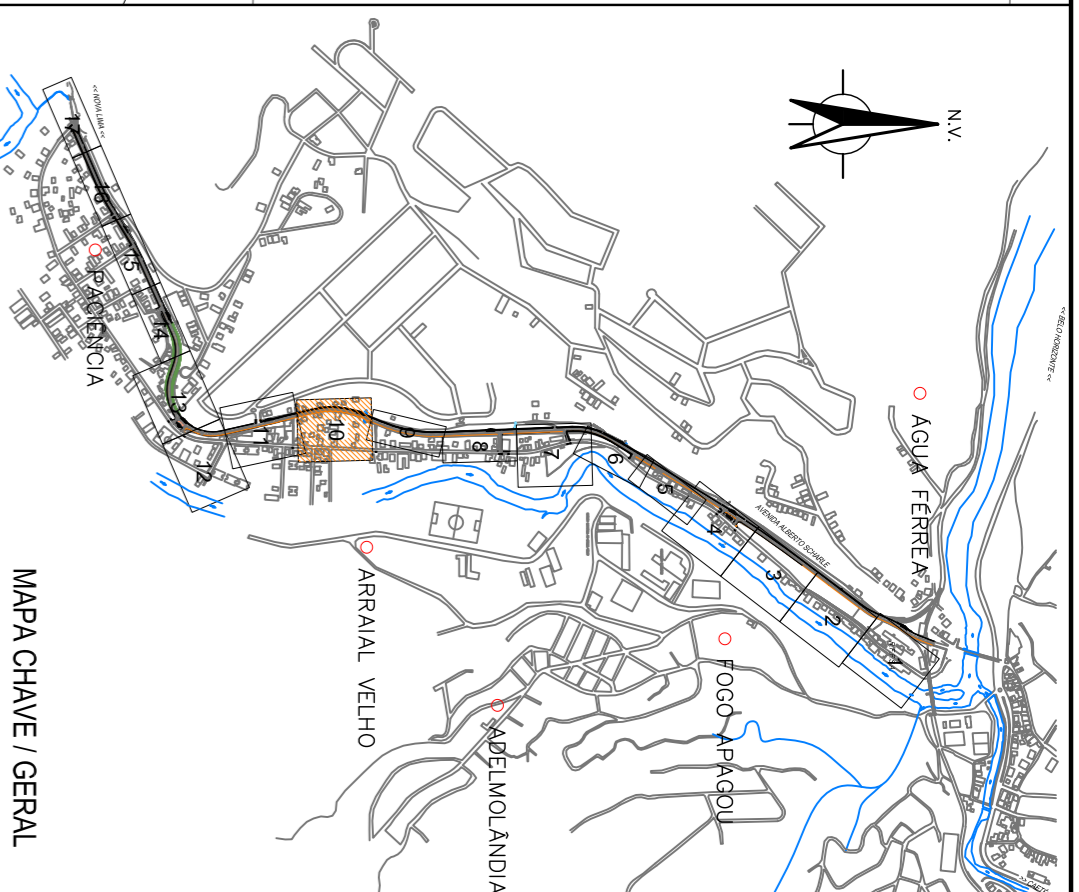 N.V.
<< BELO HORIZONTE <<
<< NOVA LIMA <<
ÁGUA FÉRREA
AVENIDA ALBERTO SCHARLE
FOGO APAGOU
ADELMOLÂNDIA
ARRAIAL VELHO
PACIÊNCIA
1
2
3
4
5
6
7
8
9
10
11
12
13
14
15
16
17
MAPA CHAVE / GERAL